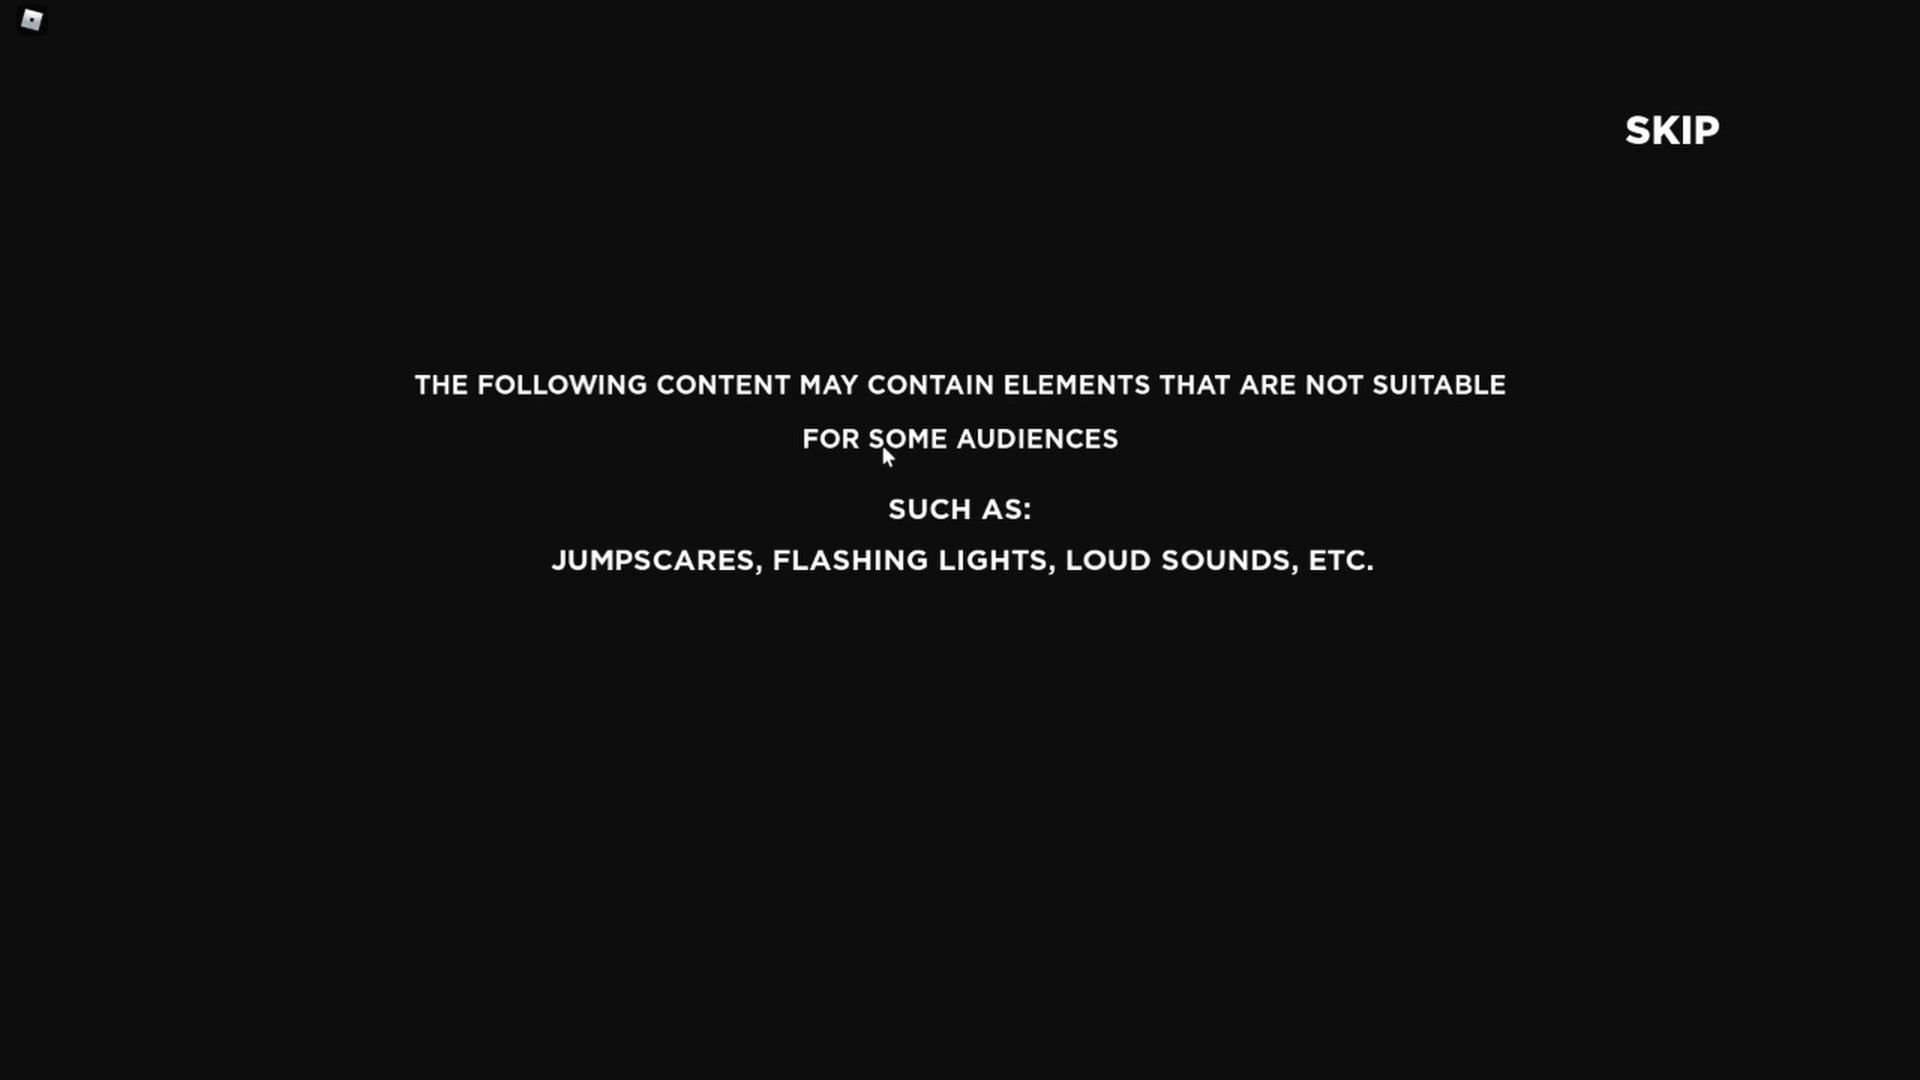 SKIP
THE FOLLOWING CONTENT MAY CONTAIN ELEMENTS THAT ARE NOT SUITABLE
FOR SOME AUDIENCES
SUCH AS:
JUMPSCARES, FLASHING LIGHTS, LOUD SOUNDS, ETC.